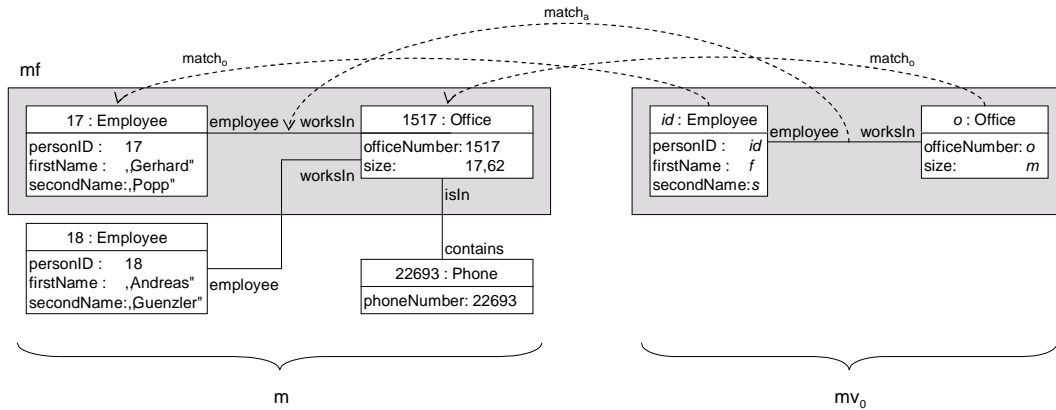 match_a
match_o match_o
mf
17 : Employee employee worksIn 1517 : Office id : Employee employee worksIn o : Office
personID : 17 officeNumber: 1517 personID : id officeNumber: o
firstName : ,,Gerhard" size: 17,62 firstName : f size: m
secondName:,,Popp" worksIn secondName:s
isIn
18 : Employee
personID : 18 contains
firstName : ,,Andreas" employee 22693 : Phone
secondName:,,Guenzler" phoneNumber: 22693
m mv_0